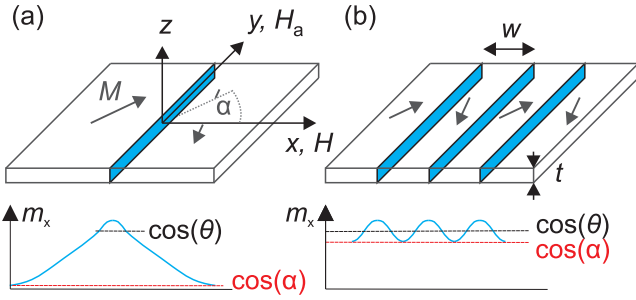 (a)
z
y, Hₐ
M
α
x, H
mₓ
cos(θ)
cos(α)
(b)
w
t
mₓ
cos(θ)
cos(α)